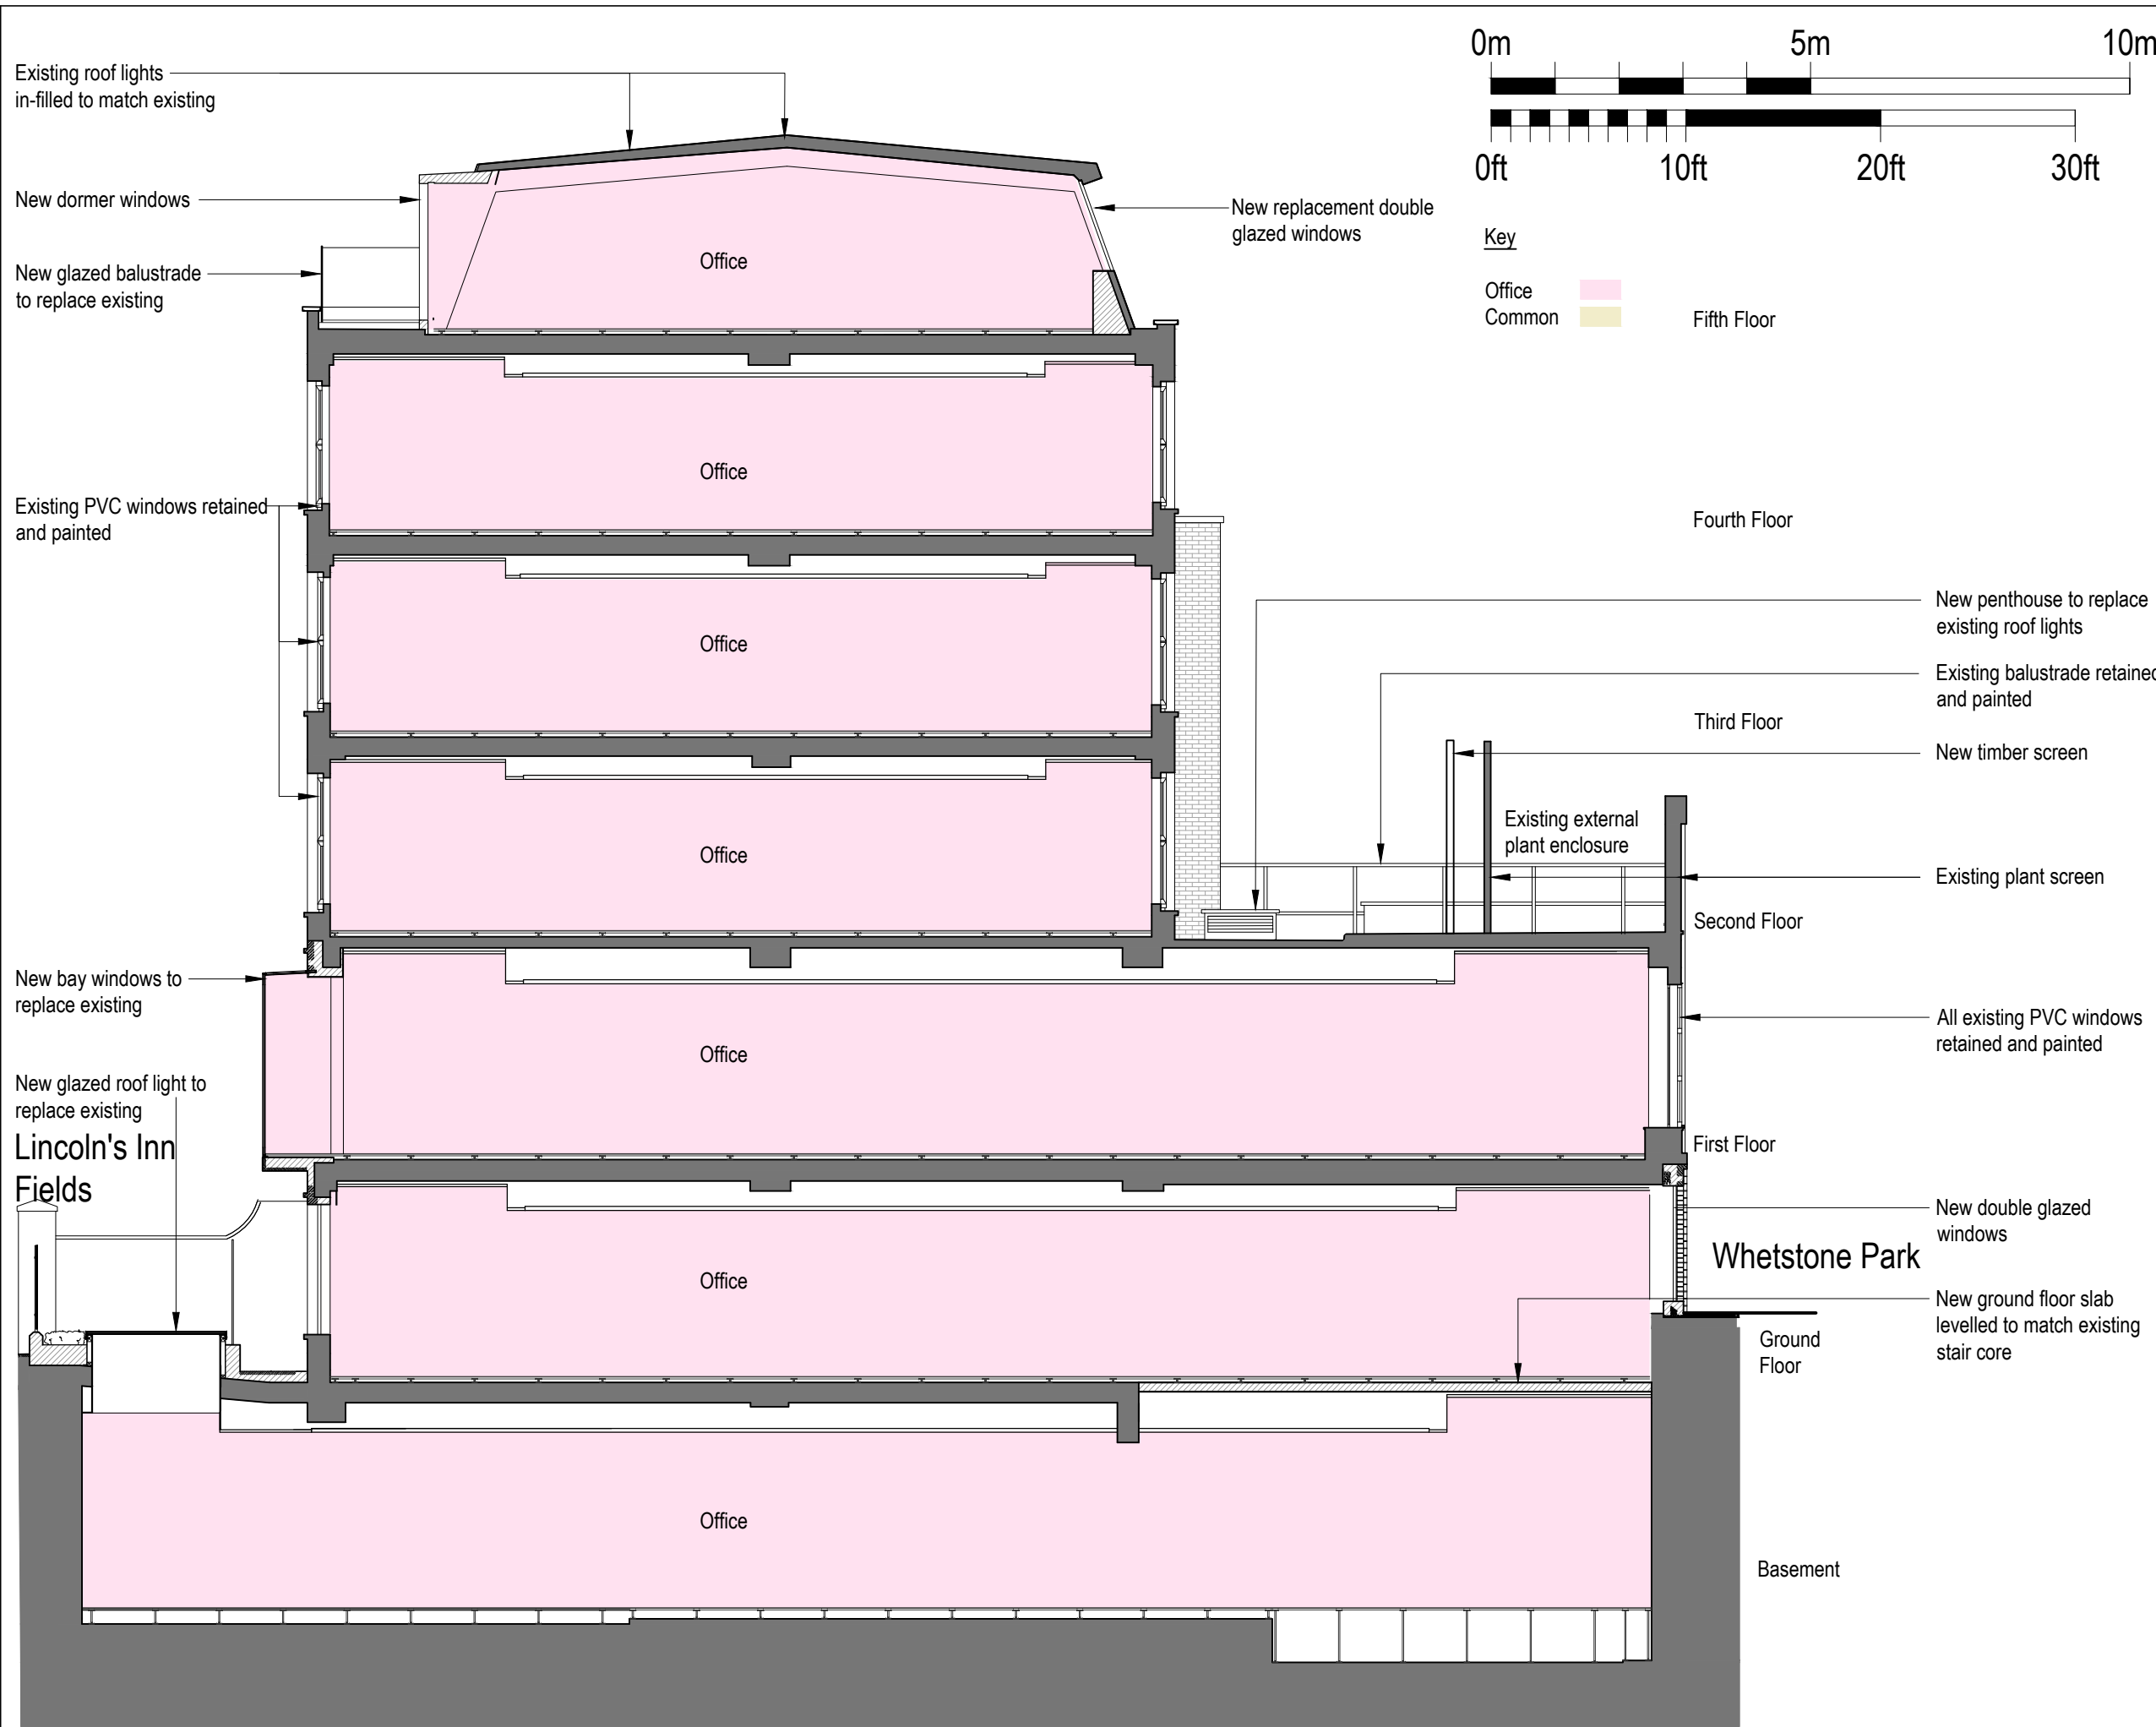 0m 5m 10m
0ft 10ft 20ft 30ft
Key
Office
Common
Existing roof lights
in-filled to match existing
New dormer windows
New glazed balustrade
to replace existing
New replacement double
glazed windows
Office
Fifth Floor
Office
Existing PVC windows retained
and painted
Fourth Floor
Office
New penthouse to replace
existing roof lights
Existing balustrade retained
and painted
Third Floor
New timber screen
Existing external
plant enclosure
Office
Existing plant screen
Second Floor
New bay windows to
replace existing
All existing PVC windows
retained and painted
Office
New glazed roof light to
replace existing
Lincoln's Inn
Fields
First Floor
New double glazed
windows
Whetstone Park
Office
New ground floor slab
levelled to match existing
stair core
Ground
Floor
Office
Basement